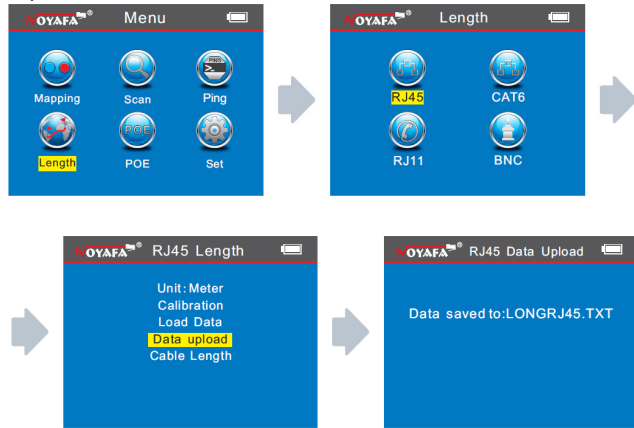 NOYAFA® Menu
Mapping Scan PING Ping
Length POE POE Set
NOYAFA® Length
RJ45 CAT6
RJ11 BNC
NOYAFA® RJ45 Length
Unit:Meter
Calibration
Load Data
Data upload
Cable Length
NOYAFA® RJ45 Data Upload
Data saved to:LONGRJ45.TXT